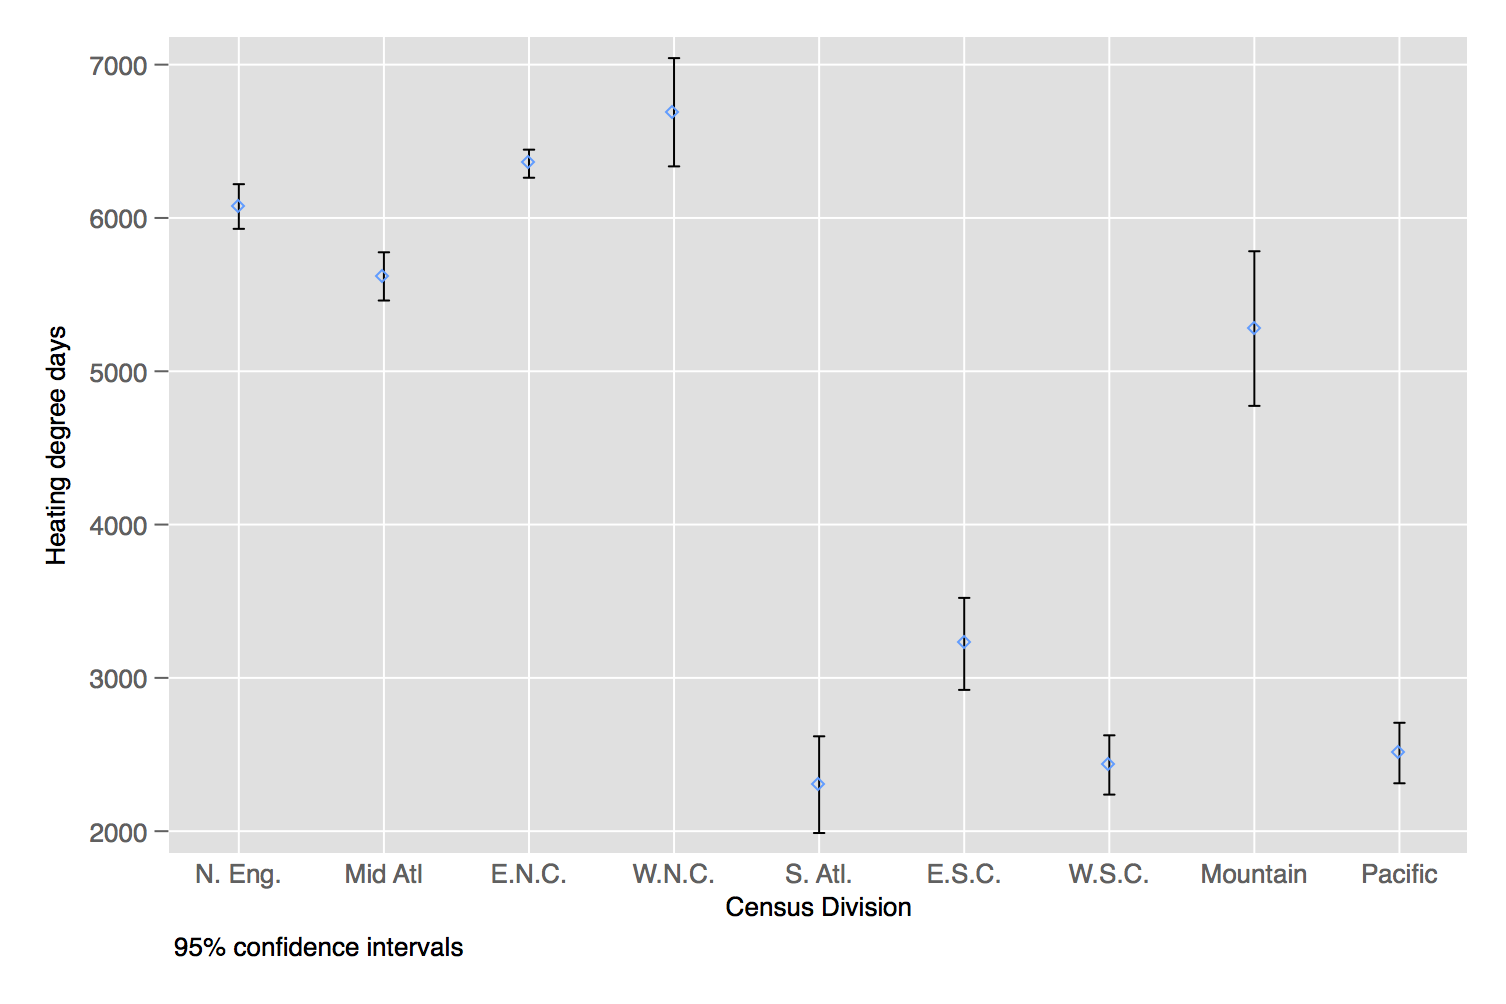 7000
6000
5000
4000
3000
2000
Heating degree days
N. Eng. Mid Atl E.N.C. W.N.C. S. Atl. E.S.C. W.S.C. Mountain Pacific
Census Division
95% confidence intervals